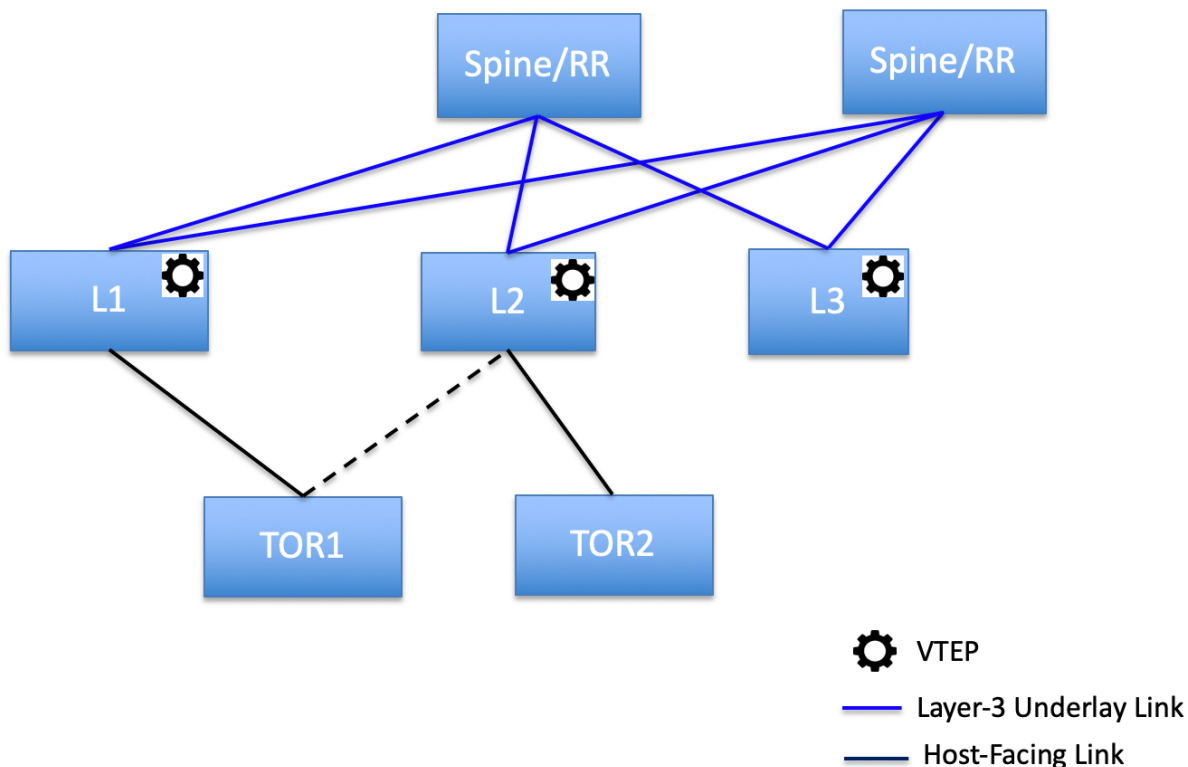 Spine/RR
Spine/RR
L1
L2
L3
TOR1
TOR2
VTEP
Layer-3 Underlay Link
Host-Facing Link